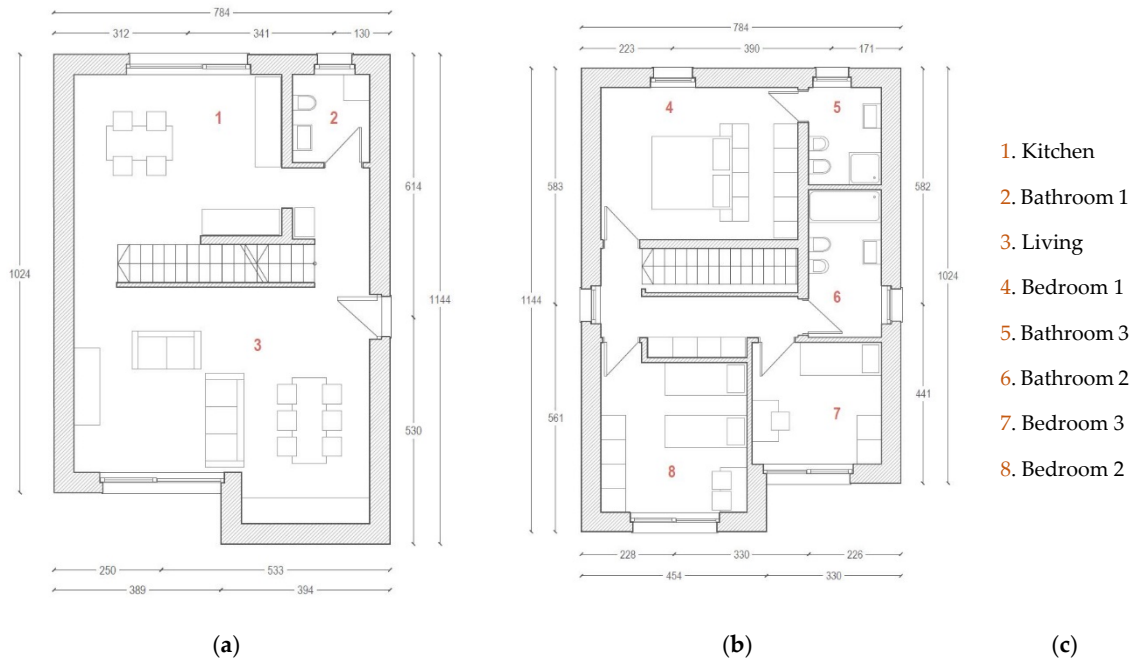 784
312 341 130
1
2
614
1024
1144
3
530
250 533
389 394
(a)
784
223 390 171
4
5
583
582
1024
1144
6
441
561
7
8
228 330 226
454 330
(b)
1. Kitchen
2. Bathroom 1
3. Living
4. Bedroom 1
5. Bathroom 3
6. Bathroom 2
7. Bedroom 3
8. Bedroom 2
(c)